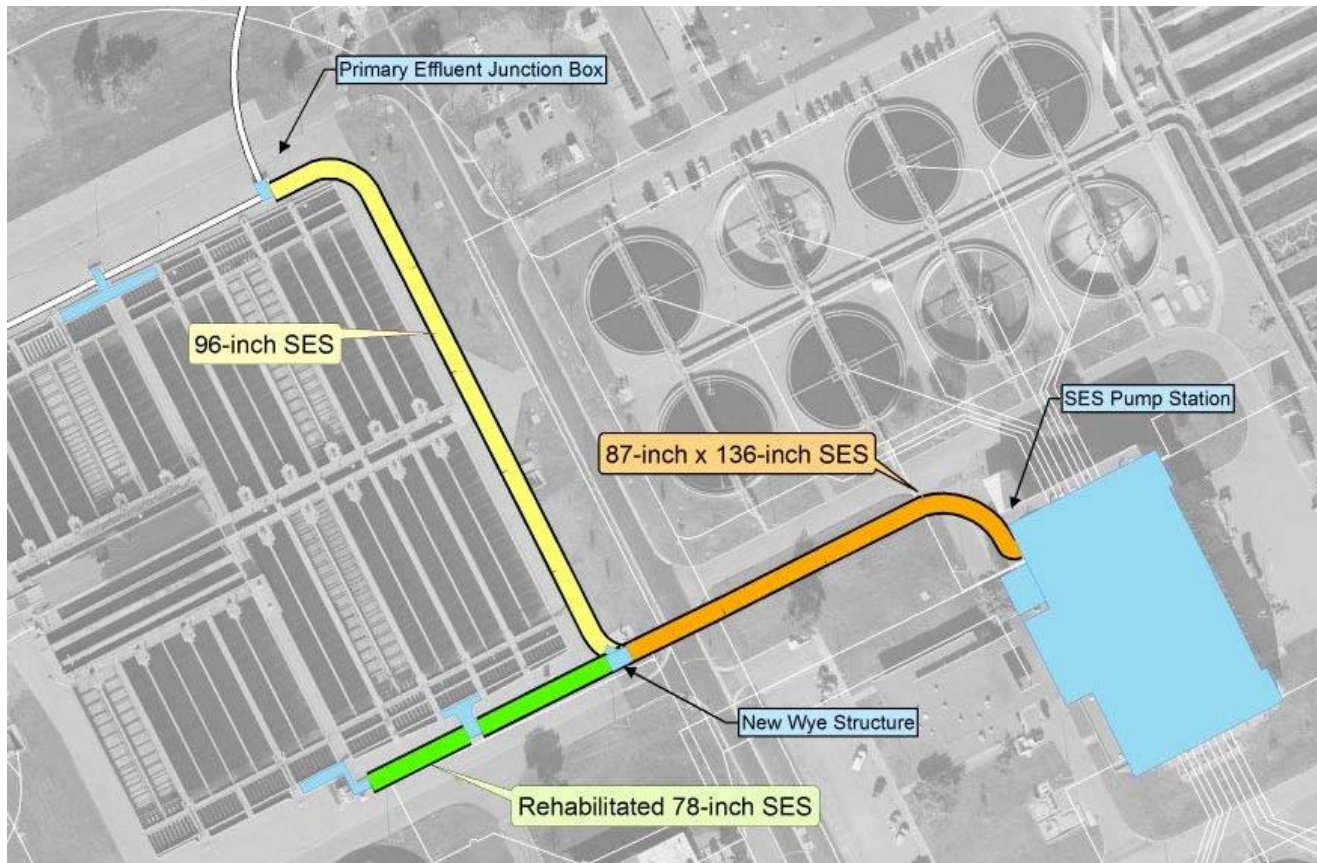 Primary Effluent Junction Box
96-inch SES
SES Pump Station
87-inch x 136-inch SES
New Wye Structure
Rehabilitated 78-inch SES